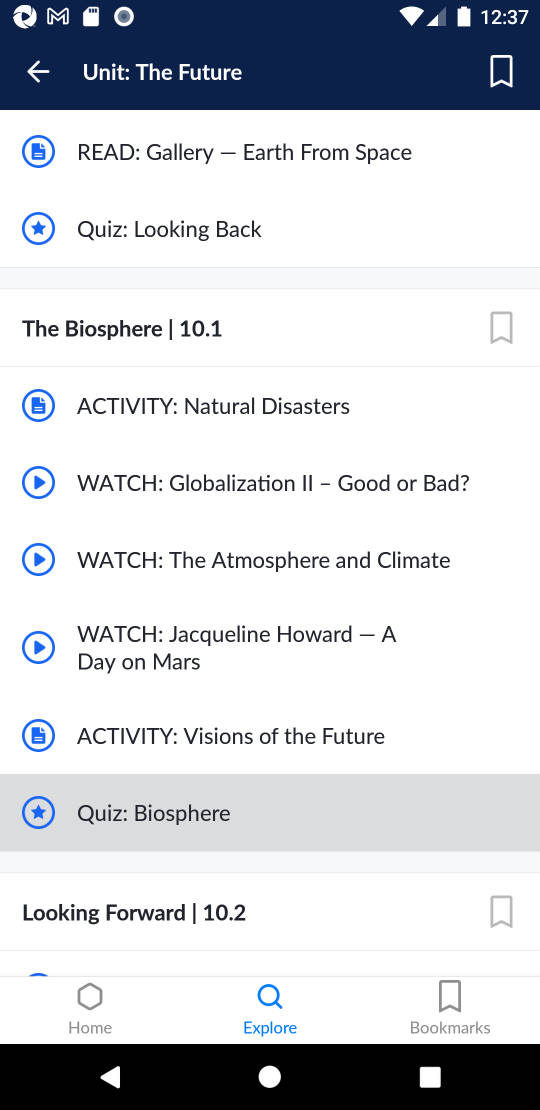 12:37
Unit: The Future
READ: Gallery — Earth From Space
Quiz: Looking Back
The Biosphere | 10.1
ACTIVITY: Natural Disasters
WATCH: Globalization II – Good or Bad?
WATCH: The Atmosphere and Climate
WATCH: Jacqueline Howard — A
Day on Mars
ACTIVITY: Visions of the Future
Quiz: Biosphere
Looking Forward | 10.2
Home
Explore
Bookmarks